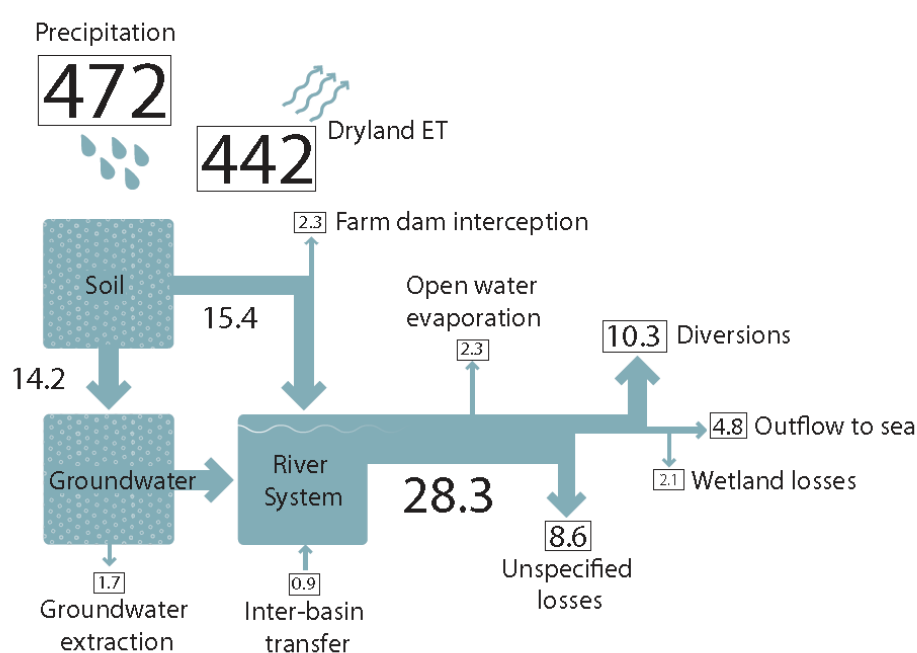 Precipitation
472
442
Dryland ET
2.3 Farm dam interception
Soil
15.4
Open water
evaporation
2.3
10.3 Diversions
14.2
4.8 Outflow to sea
Groundwater
River
System
28.3
2.1 Wetland losses
8.6
Unspecified
losses
1.7
Groundwater
extraction
0.9
Inter-basin
transfer